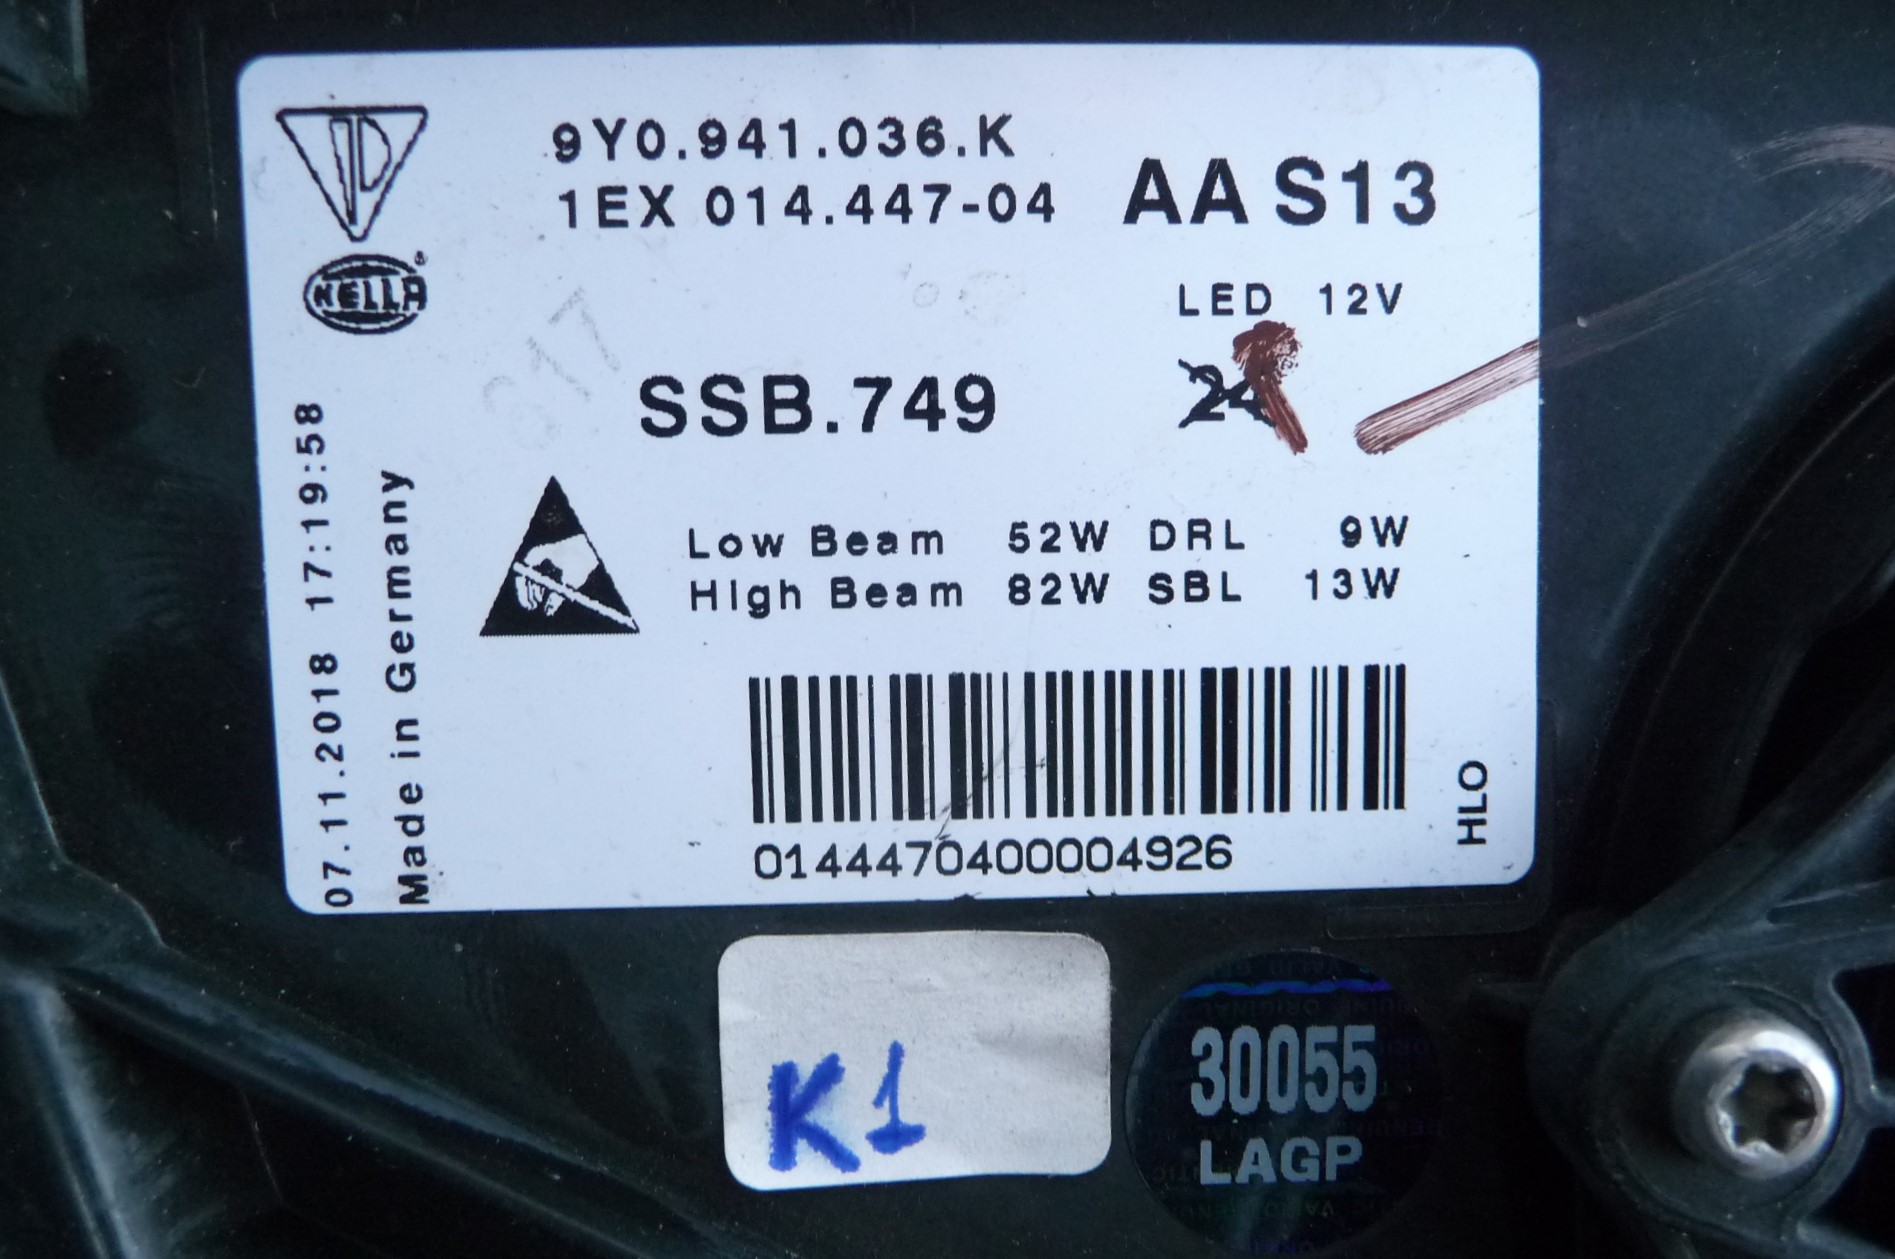 9Y0.941.036.K
1EX 014.447-04
AA S13
HELLA
LED 12V
SSB.749
24
Low Beam 52W DRL 9W
High Beam 82W SBL 13W
07.11.2018 17:19:58
Made in Germany
0144470400004926
HLO
K1
30055
LAGP